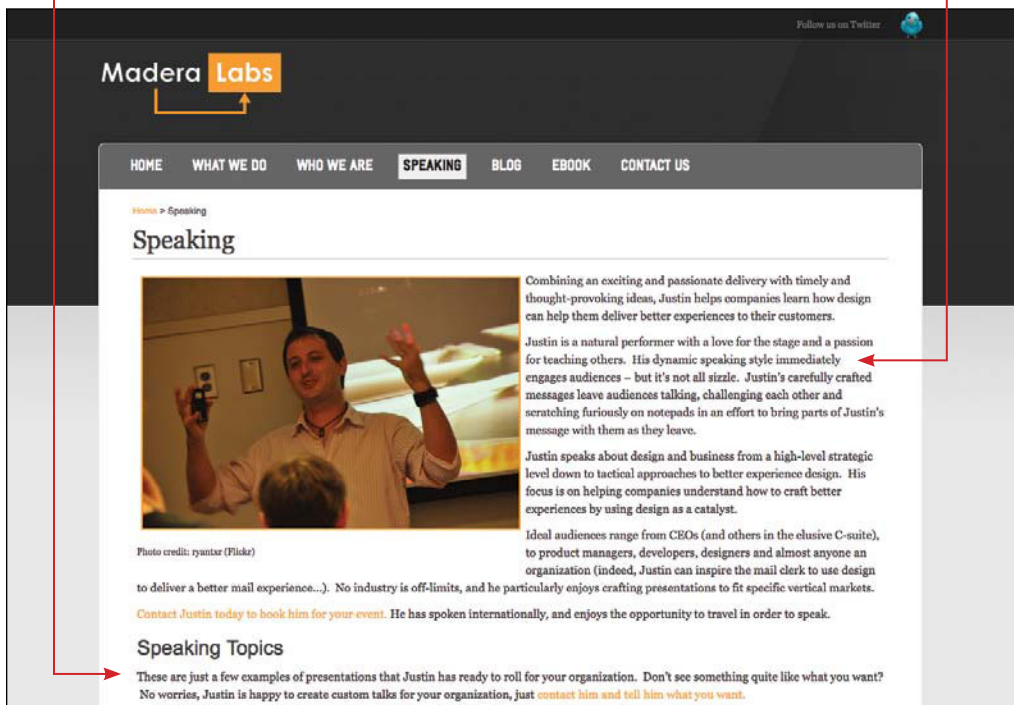 Follow us on Twitter
Madera Labs
HOME WHAT WE DO WHO WE ARE SPEAKING BLOG EBOOK CONTACT US
Home > Speaking
Speaking
Combining an exciting and passionate delivery with timely and
thought-provoking ideas, Justin helps companies learn how design
can help them deliver better experiences to their customers.
Justin is a natural performer with a love for the stage and a passion
for teaching others. His dynamic speaking style immediately
engages audiences – but it's not all sizzle. Justin's carefully crafted
messages leave audiences talking, challenging each other and
scratching furiously on notepads in an effort to bring parts of Justin's
message with them as they leave.
Justin speaks about design and business from a high-level strategic
level down to tactical approaches to better experience design. His
focus is on helping companies understand how to craft better
experiences by using design as a catalyst.
Ideal audiences range from CEOs (and others in the elusive C-suite),
Photo credit: ryantxr (Flickr)
to product managers, developers, designers and almost anyone an
organization (indeed, Justin can inspire the mail clerk to use design
to deliver a better mail experience...). No industry is off-limits, and he particularly enjoys crafting presentations to fit specific vertical markets.
Contact Justin today to book him for your event. He has spoken internationally, and enjoys the opportunity to travel in order to speak.
Speaking Topics
These are just a few examples of presentations that Justin has ready to roll for your organization. Don't see something quite like what you want?
No worries, Justin is happy to create custom talks for your organization, just contact him and tell him what you want.